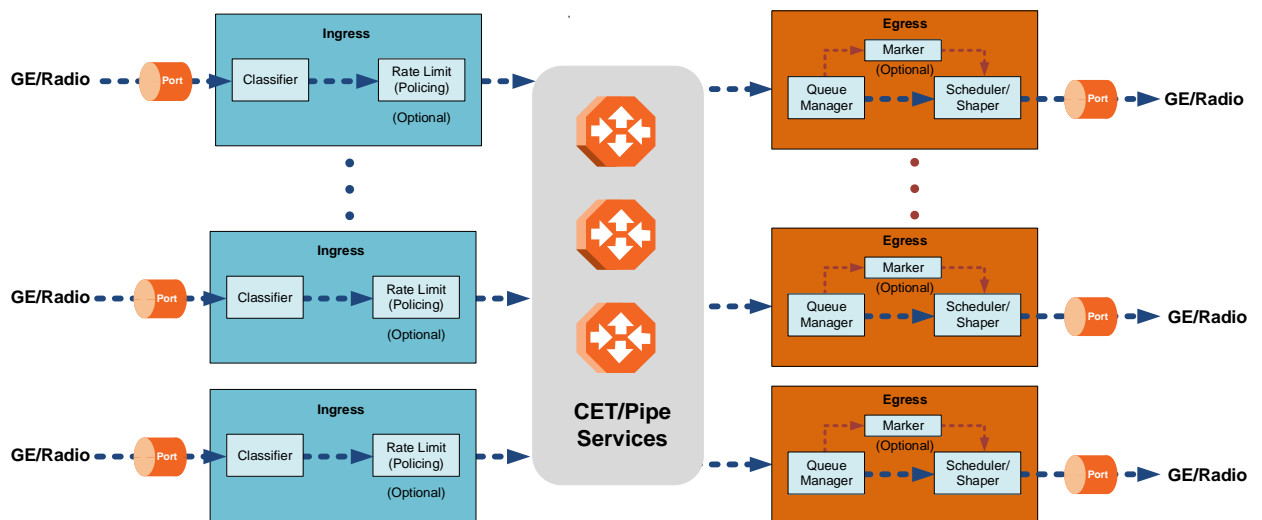 Ingress
GE/Radio
Port
Classifier
Rate Limit
(Policing)
(Optional)
Egress
Marker
(Optional)
Queue
Manager
Scheduler/
Shaper
Port
GE/Radio
Ingress
GE/Radio
Port
Classifier
Rate Limit
(Policing)
(Optional)
Egress
Marker
(Optional)
Queue
Manager
Scheduler/
Shaper
Port
GE/Radio
CET/Pipe
Services
Ingress
GE/Radio
Port
Classifier
Rate Limit
(Policing)
(Optional)
Egress
Marker
(Optional)
Queue
Manager
Scheduler/
Shaper
Port
GE/Radio